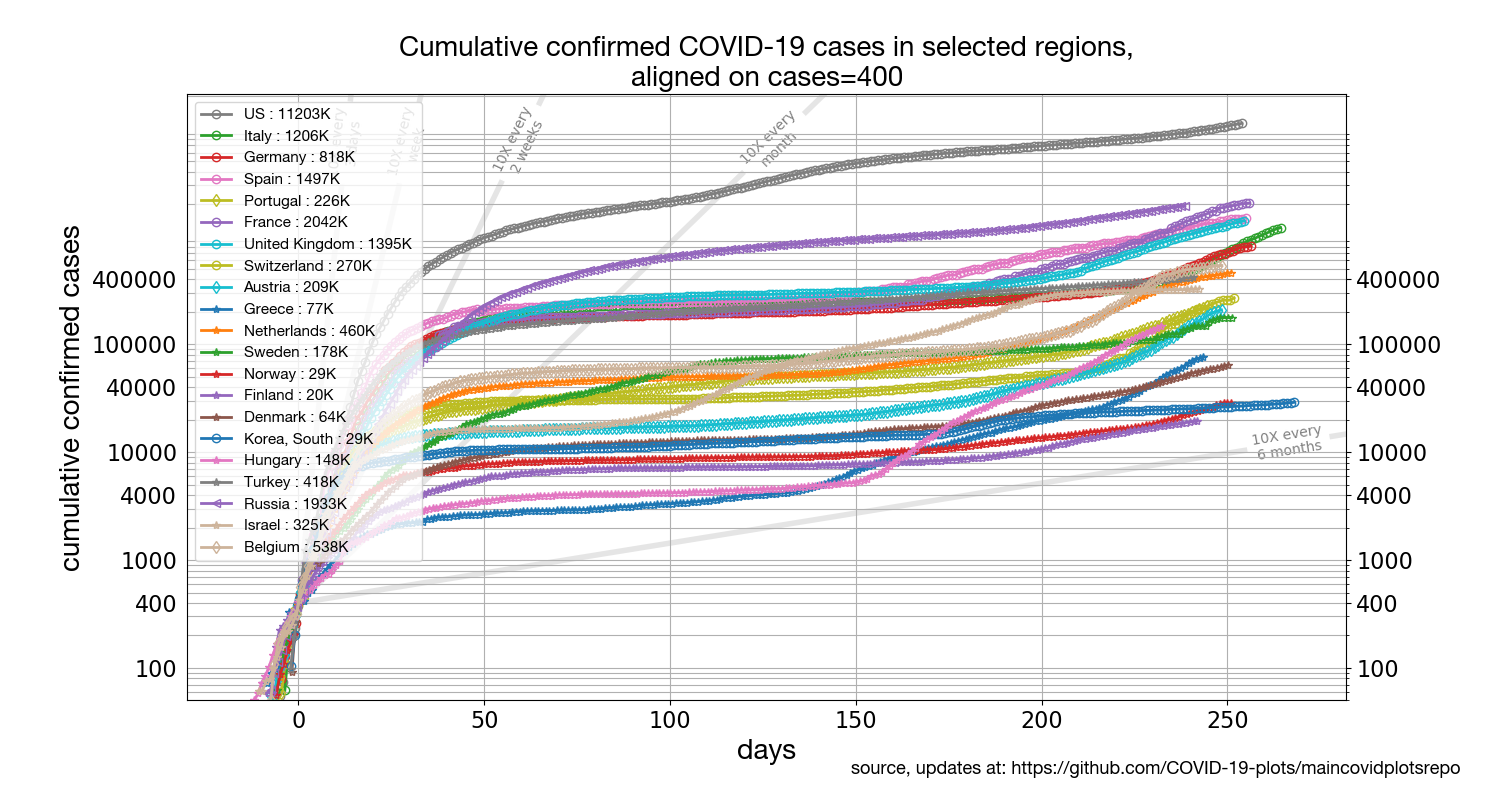 Cumulative confirmed COVID-19 cases in selected regions,
aligned on cases=400
US : 11203K
Italy : 1206K
Germany : 818K
Spain : 1497K
Portugal : 226K
France : 2042K
United Kingdom : 1395K
Switzerland : 270K
Austria : 209K
Greece : 77K
Netherlands : 460K
Sweden : 178K
Norway : 29K
Finland : 20K
Denmark : 64K
Korea, South : 29K
Hungary : 148K
Turkey : 418K
Russia : 1933K
Israel : 325K
Belgium : 538K
every
days
10X every
week
10X every
2 weeks
10X every
month
10X every
6 months
cumulative confirmed cases
400000
100000
40000
10000
4000
1000
400
100
400000
100000
40000
10000
4000
1000
400
100
0 50 100 150 200 250
days
source, updates at: https://github.com/COVID-19-plots/maincovidplotsrepo